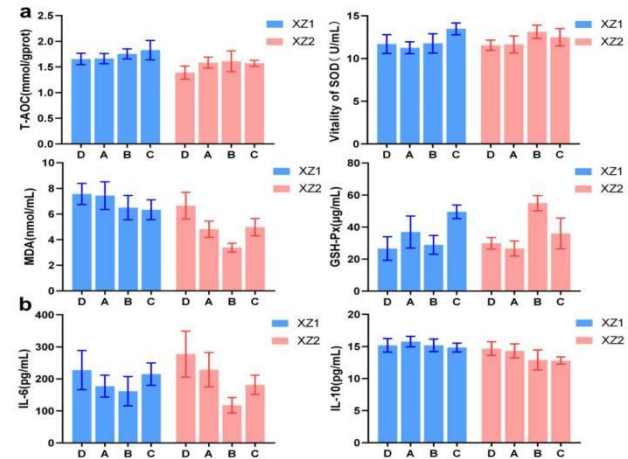 a
T-AOC(mmol/gprot)
2.5
2.0
1.5
1.0
0.5
0.0
D A B C D A B C
XZ1
XZ2
Vitality of SOD( U/mL)
15
10
5
0
D A B C D A B C
XZ1
XZ2
MDA(nmol/mL)
10
8
6
4
2
0
D A B C D A B C
XZ1
XZ2
GSH-Px(μg/mL)
80
60
40
20
0
D A B C D A B C
XZ1
XZ2
b
IL-6(pg/mL)
400
300
200
100
0
D A B C D A B C
XZ1
XZ2
IL-10(pg/mL)
20
15
10
5
0
D A B C D A B C
XZ1
XZ2